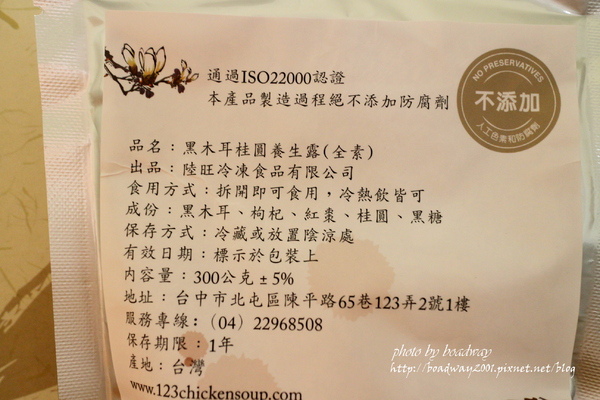 通過ISO22000認證
本產品製造過程絕不添加防腐劑
NO PRESERVATIVES
不添加
人工色素和防腐劑
品名：黑木耳桂圓養生露(全素)
出品：陸旺冷凍食品有限公司
食用方式：拆開即可食用，冷熱飲皆可
成份：黑木耳、枸杞、紅棗、桂圓、黑糖
保存方式：冷藏或放置陰涼處
有效日期：標示於包裝上
內容量：300公克±5%
地址：台中市北屯區陳平路65巷123弄2號1樓
服務專線：（04）22968508
保存期限：1年
產地：台灣
www.123chickensoup.com
photo by boadway
http://boadway2001.pixnet.net/blog